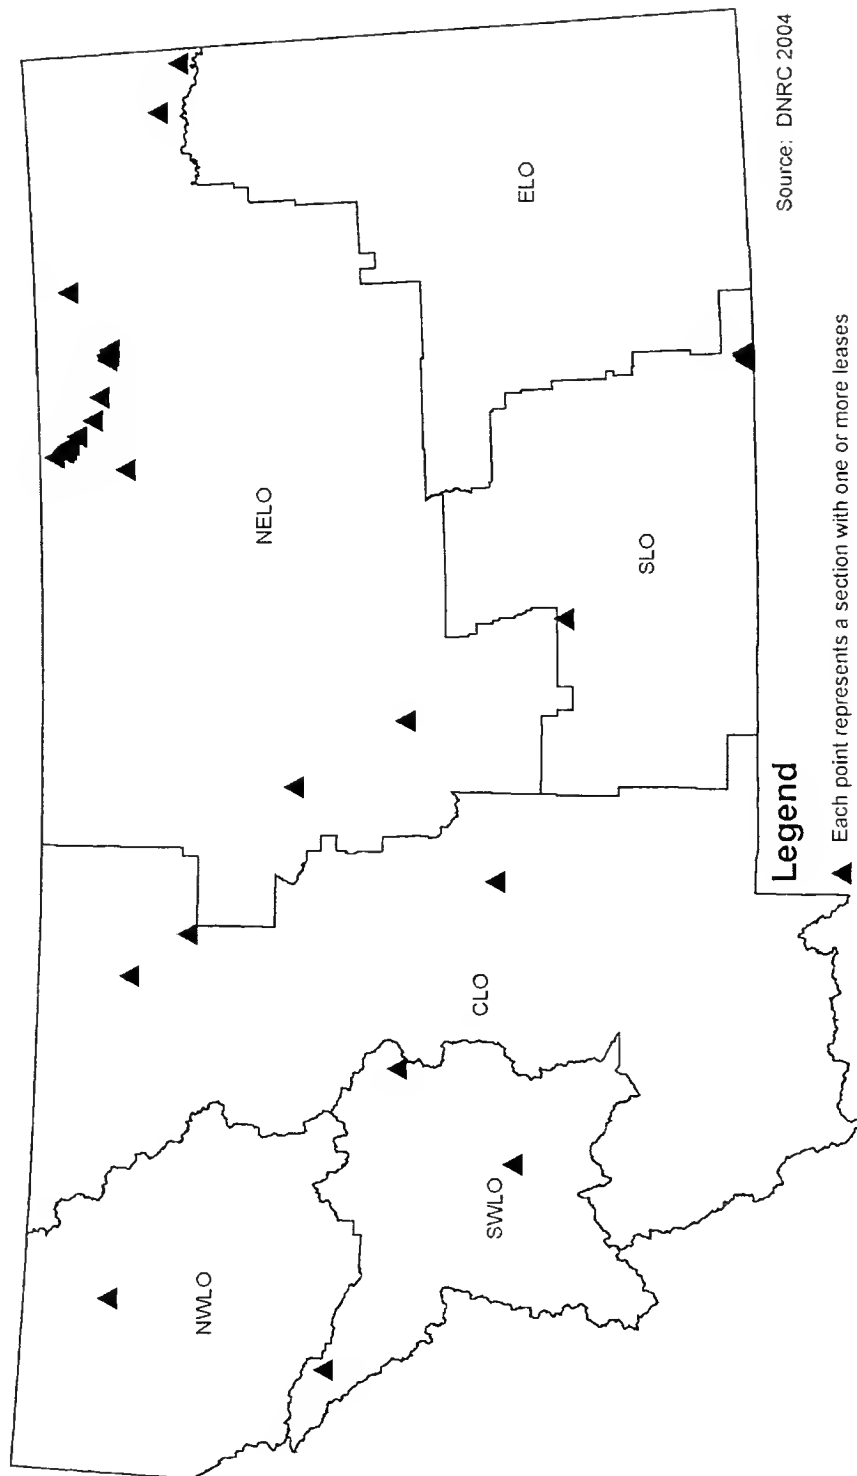 NWLO
SWLO
CLO
NELO
SLO
ELO
Legend
Each point represents a section with one or more leases
Source: DNRC 2004